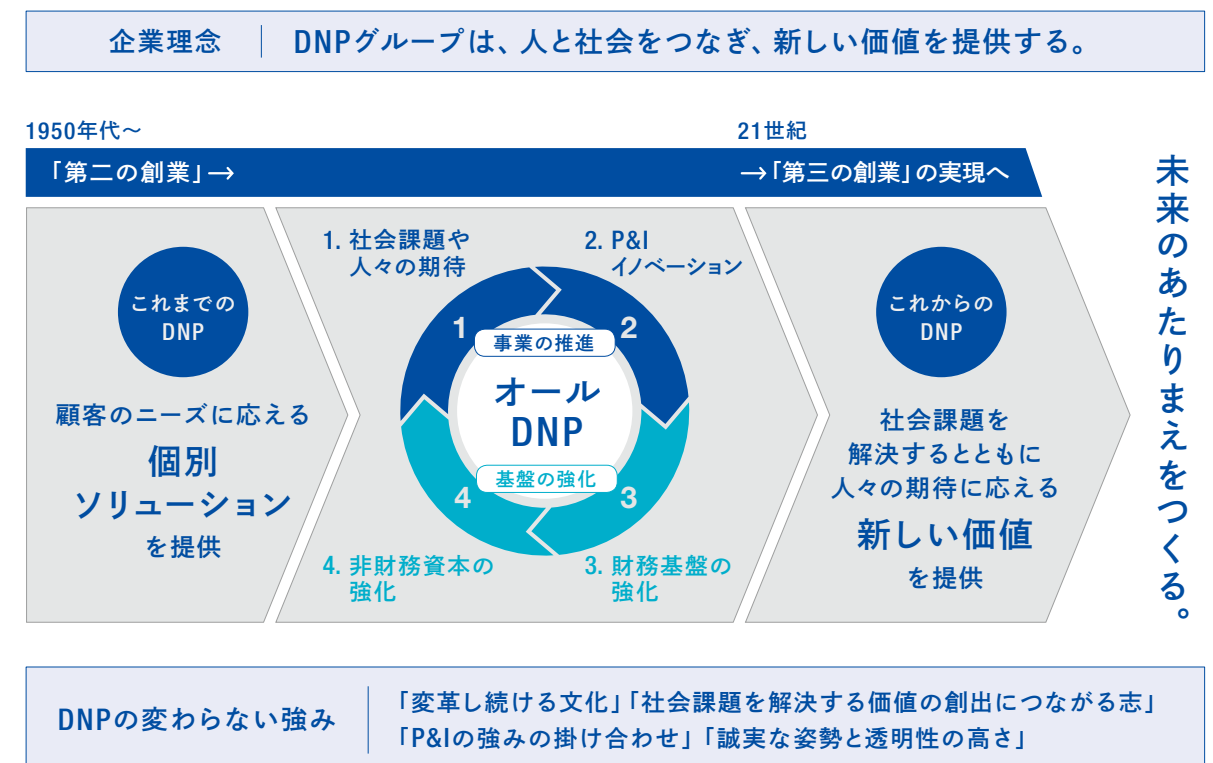 企業理念 DNPグループは、人と社会をつなぎ、新しい価値を提供する。
1950年代〜
21世紀
「第二の創業」→
→「第三の創業」の実現へ
これまでの
DNP
顧客のニーズに応える
個別
ソリューション
を提供
1. 社会課題や
人々の期待
2. P&I
イノベーション
1
2
事業の推進
オール
DNP
基盤の強化
4
3
4. 非財務資本の
強化
3. 財務基盤の
強化
これからの
DNP
社会課題を
解決するとともに
人々の期待に応える
新しい価値
を提供
未来のあたりまえをつくる。
DNPの変わらない強み
「変革し続ける文化」「社会課題を解決する価値の創出につながる志」
「P&Iの強みの掛け合わせ」「誠実な姿勢と透明性の高さ」